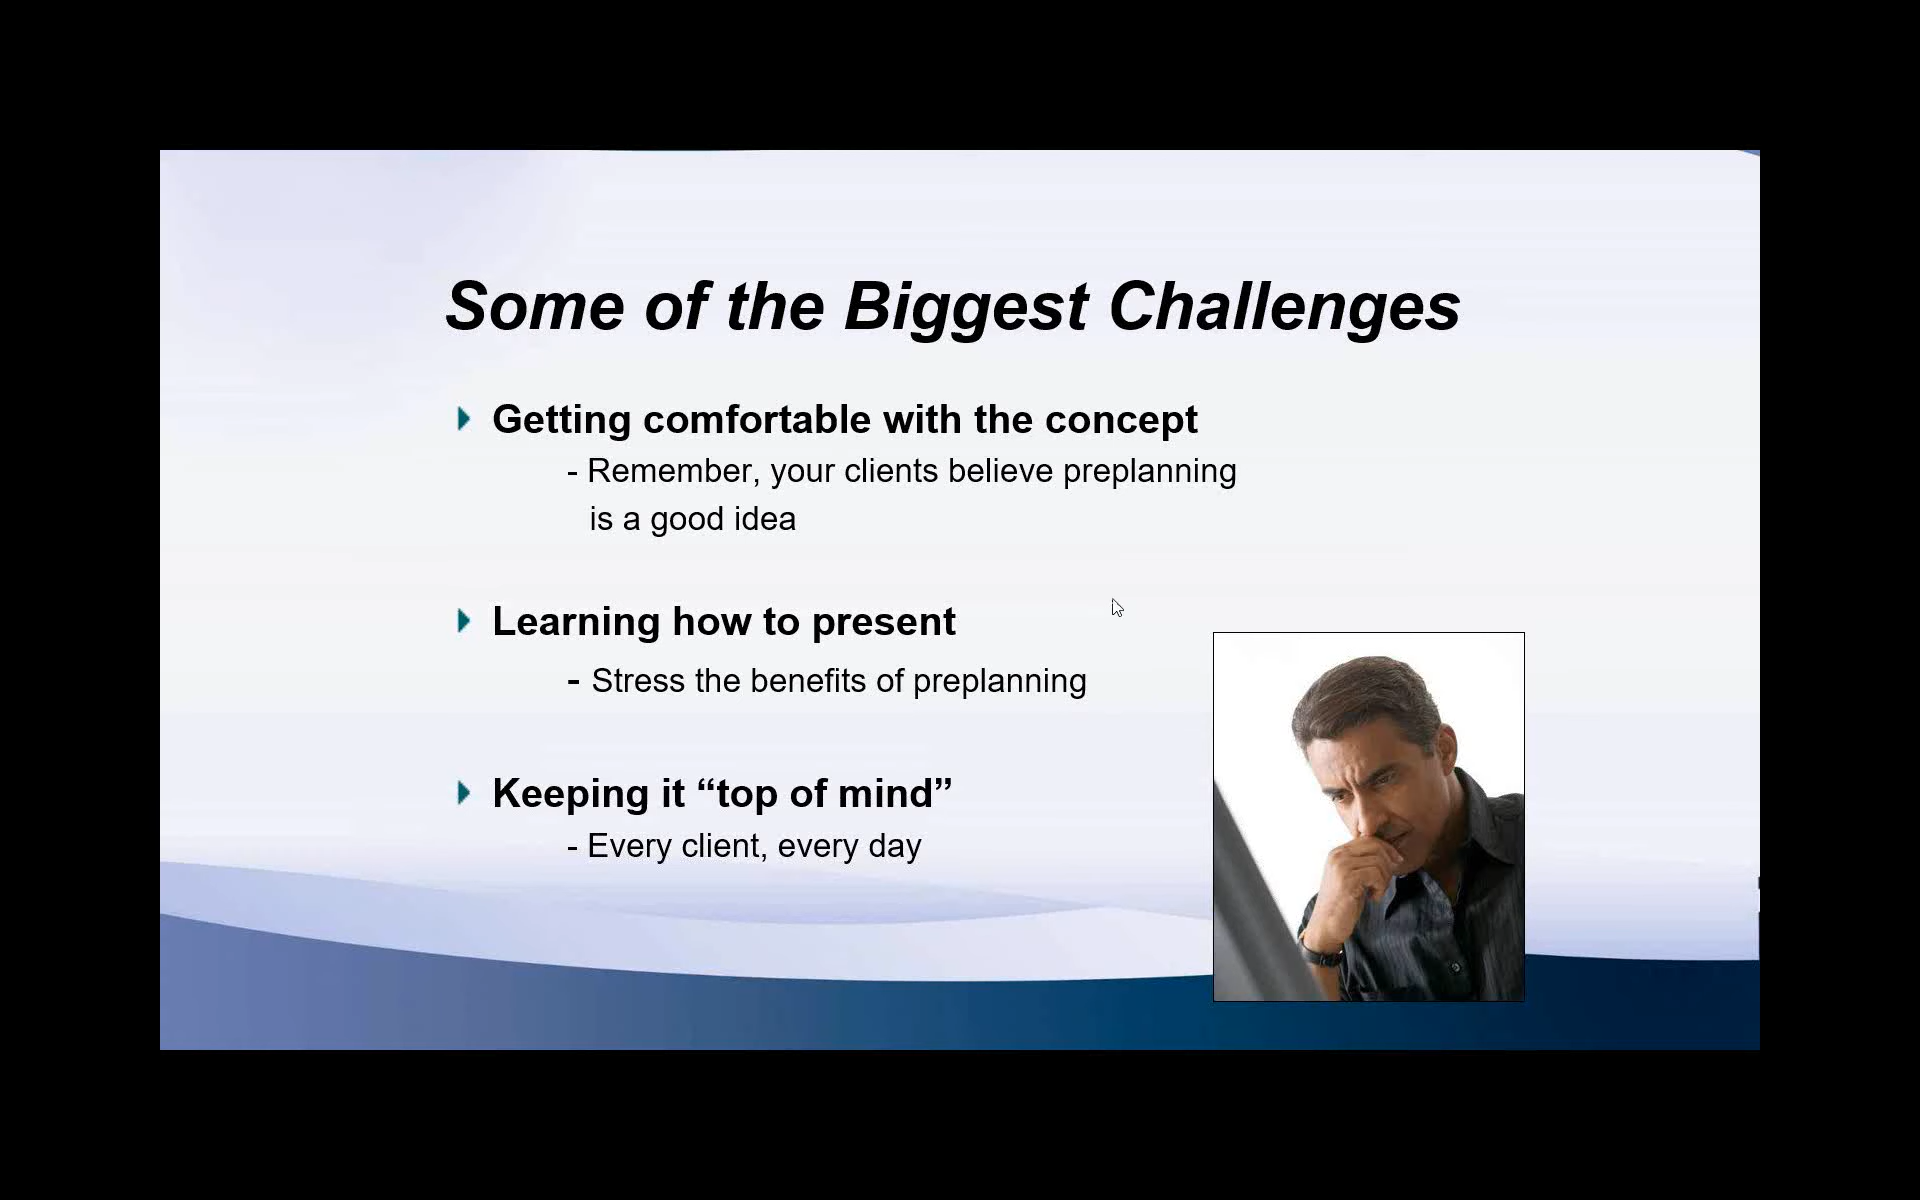 Some of the Biggest Challenges
Getting comfortable with the concept
- Remember, your clients believe preplanning
is a good idea
Learning how to present
- Stress the benefits of preplanning
Keeping it “top of mind”
- Every client, every day